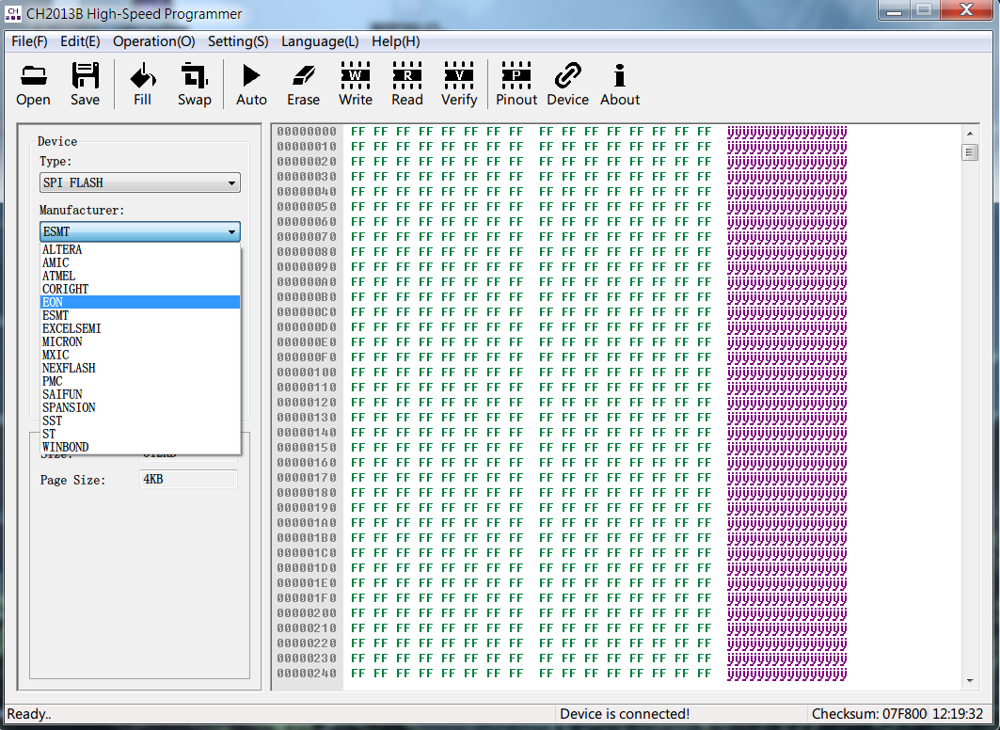 CH2013B High-Speed Programmer
File(F) Edit(E) Operation(O) Setting(S) Language(L) Help(H)
Open Save Fill Swap Auto Erase Write Read Verify Pinout Device About
Device
Type:
SPI FLASH
Manufacturer:
ESMT
ALTERA
AMIC
ATMEL
CORIGHT
EON
ESMT
EXCELSEMI
MICRON
MXIC
NEXFLASH
PMC
SAIFUN
SPANSION
SST
ST
WINBOND
Size: 512KB
Page Size: 4KB
00000000 FF FF FF FF FF FF FF FF FF FF FF FF FF FF FF FF ÿÿÿÿÿÿÿÿÿÿÿÿÿÿÿÿ
00000010 FF FF FF FF FF FF FF FF FF FF FF FF FF FF FF FF ÿÿÿÿÿÿÿÿÿÿÿÿÿÿÿÿ
00000020 FF FF FF FF FF FF FF FF FF FF FF FF FF FF FF FF ÿÿÿÿÿÿÿÿÿÿÿÿÿÿÿÿ
00000030 FF FF FF FF FF FF FF FF FF FF FF FF FF FF FF FF ÿÿÿÿÿÿÿÿÿÿÿÿÿÿÿÿ
00000040 FF FF FF FF FF FF FF FF FF FF FF FF FF FF FF FF ÿÿÿÿÿÿÿÿÿÿÿÿÿÿÿÿ
00000050 FF FF FF FF FF FF FF FF FF FF FF FF FF FF FF FF ÿÿÿÿÿÿÿÿÿÿÿÿÿÿÿÿ
00000060 FF FF FF FF FF FF FF FF FF FF FF FF FF FF FF FF ÿÿÿÿÿÿÿÿÿÿÿÿÿÿÿÿ
00000070 FF FF FF FF FF FF FF FF FF FF FF FF FF FF FF FF ÿÿÿÿÿÿÿÿÿÿÿÿÿÿÿÿ
00000080 FF FF FF FF FF FF FF FF FF FF FF FF FF FF FF FF ÿÿÿÿÿÿÿÿÿÿÿÿÿÿÿÿ
00000090 FF FF FF FF FF FF FF FF FF FF FF FF FF FF FF FF ÿÿÿÿÿÿÿÿÿÿÿÿÿÿÿÿ
000000A0 FF FF FF FF FF FF FF FF FF FF FF FF FF FF FF FF ÿÿÿÿÿÿÿÿÿÿÿÿÿÿÿÿ
000000B0 FF FF FF FF FF FF FF FF FF FF FF FF FF FF FF FF ÿÿÿÿÿÿÿÿÿÿÿÿÿÿÿÿ
000000C0 FF FF FF FF FF FF FF FF FF FF FF FF FF FF FF FF ÿÿÿÿÿÿÿÿÿÿÿÿÿÿÿÿ
000000D0 FF FF FF FF FF FF FF FF FF FF FF FF FF FF FF FF ÿÿÿÿÿÿÿÿÿÿÿÿÿÿÿÿ
000000E0 FF FF FF FF FF FF FF FF FF FF FF FF FF FF FF FF ÿÿÿÿÿÿÿÿÿÿÿÿÿÿÿÿ
000000F0 FF FF FF FF FF FF FF FF FF FF FF FF FF FF FF FF ÿÿÿÿÿÿÿÿÿÿÿÿÿÿÿÿ
00000100 FF FF FF FF FF FF FF FF FF FF FF FF FF FF FF FF ÿÿÿÿÿÿÿÿÿÿÿÿÿÿÿÿ
00000110 FF FF FF FF FF FF FF FF FF FF FF FF FF FF FF FF ÿÿÿÿÿÿÿÿÿÿÿÿÿÿÿÿ
00000120 FF FF FF FF FF FF FF FF FF FF FF FF FF FF FF FF ÿÿÿÿÿÿÿÿÿÿÿÿÿÿÿÿ
00000130 FF FF FF FF FF FF FF FF FF FF FF FF FF FF FF FF ÿÿÿÿÿÿÿÿÿÿÿÿÿÿÿÿ
00000140 FF FF FF FF FF FF FF FF FF FF FF FF FF FF FF FF ÿÿÿÿÿÿÿÿÿÿÿÿÿÿÿÿ
00000150 FF FF FF FF FF FF FF FF FF FF FF FF FF FF FF FF ÿÿÿÿÿÿÿÿÿÿÿÿÿÿÿÿ
00000160 FF FF FF FF FF FF FF FF FF FF FF FF FF FF FF FF ÿÿÿÿÿÿÿÿÿÿÿÿÿÿÿÿ
00000170 FF FF FF FF FF FF FF FF FF FF FF FF FF FF FF FF ÿÿÿÿÿÿÿÿÿÿÿÿÿÿÿÿ
00000180 FF FF FF FF FF FF FF FF FF FF FF FF FF FF FF FF ÿÿÿÿÿÿÿÿÿÿÿÿÿÿÿÿ
00000190 FF FF FF FF FF FF FF FF FF FF FF FF FF FF FF FF ÿÿÿÿÿÿÿÿÿÿÿÿÿÿÿÿ
000001A0 FF FF FF FF FF FF FF FF FF FF FF FF FF FF FF FF ÿÿÿÿÿÿÿÿÿÿÿÿÿÿÿÿ
000001B0 FF FF FF FF FF FF FF FF FF FF FF FF FF FF FF FF ÿÿÿÿÿÿÿÿÿÿÿÿÿÿÿÿ
000001C0 FF FF FF FF FF FF FF FF FF FF FF FF FF FF FF FF ÿÿÿÿÿÿÿÿÿÿÿÿÿÿÿÿ
000001D0 FF FF FF FF FF FF FF FF FF FF FF FF FF FF FF FF ÿÿÿÿÿÿÿÿÿÿÿÿÿÿÿÿ
000001E0 FF FF FF FF FF FF FF FF FF FF FF FF FF FF FF FF ÿÿÿÿÿÿÿÿÿÿÿÿÿÿÿÿ
000001F0 FF FF FF FF FF FF FF FF FF FF FF FF FF FF FF FF ÿÿÿÿÿÿÿÿÿÿÿÿÿÿÿÿ
00000200 FF FF FF FF FF FF FF FF FF FF FF FF FF FF FF FF ÿÿÿÿÿÿÿÿÿÿÿÿÿÿÿÿ
00000210 FF FF FF FF FF FF FF FF FF FF FF FF FF FF FF FF ÿÿÿÿÿÿÿÿÿÿÿÿÿÿÿÿ
00000220 FF FF FF FF FF FF FF FF FF FF FF FF FF FF FF FF ÿÿÿÿÿÿÿÿÿÿÿÿÿÿÿÿ
00000230 FF FF FF FF FF FF FF FF FF FF FF FF FF FF FF FF ÿÿÿÿÿÿÿÿÿÿÿÿÿÿÿÿ
00000240 FF FF FF FF FF FF FF FF FF FF FF FF FF FF FF FF ÿÿÿÿÿÿÿÿÿÿÿÿÿÿÿÿ
Ready.. Device is connected! Checksum: 07F800 12:19:32